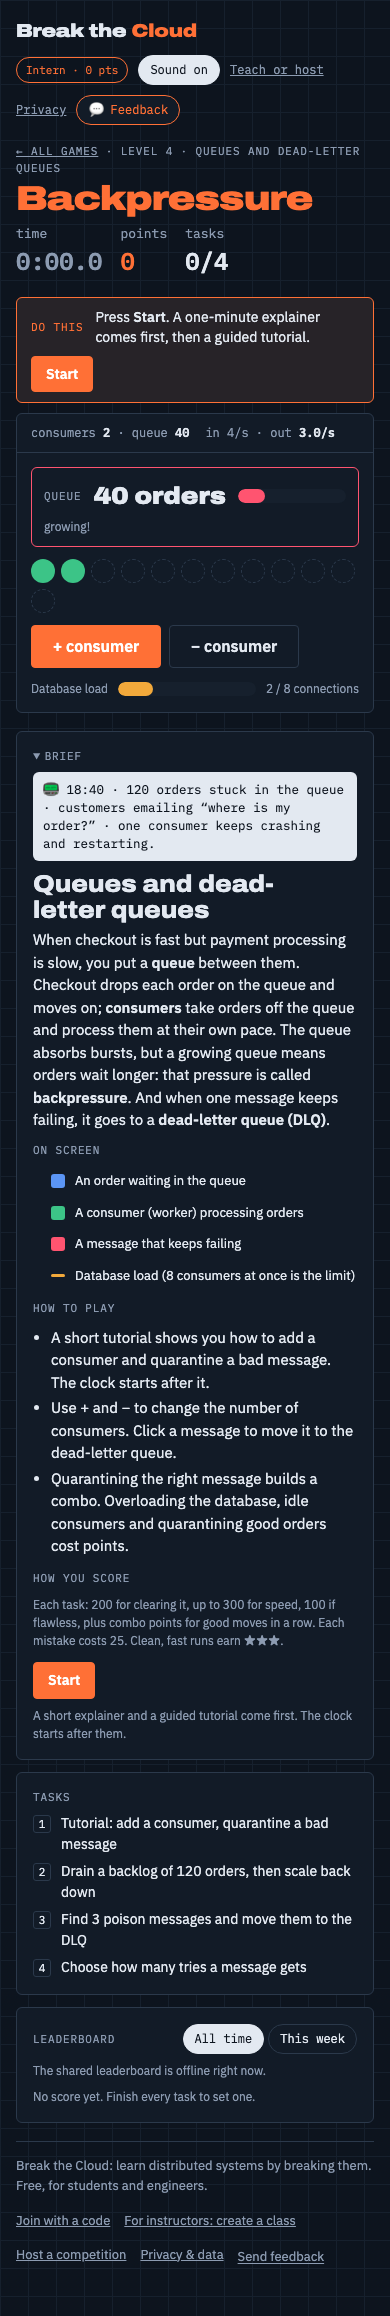 Break the Cloud
Intern · 0 pts
Sound on
Teach or host
Privacy
💬 Feedback
← ALL GAMES · LEVEL 4 · QUEUES AND DEAD-LETTER
QUEUES
Backpressure
time points tasks
0:00.0 0 0/4
DO THIS
Press Start. A one-minute explainer
comes first, then a guided tutorial.
Start
consumers 2 · queue 40 in 4/s · out 3.0/s
QUEUE 40 orders
growing!
+ consumer
− consumer
Database load 2 / 8 connections
▼ BRIEF
📟 18:40 · 120 orders stuck in the queue
· customers emailing “where is my
order?” · one consumer keeps crashing
and restarting.
Queues and dead-
letter queues
When checkout is fast but payment processing
is slow, you put a queue between them.
Checkout drops each order on the queue and
moves on; consumers take orders off the queue
and process them at their own pace. The queue
absorbs bursts, but a growing queue means
orders wait longer: that pressure is called
backpressure. And when one message keeps
failing, it goes to a dead-letter queue (DLQ).
ON SCREEN
An order waiting in the queue
A consumer (worker) processing orders
A message that keeps failing
Database load (8 consumers at once is the limit)
HOW TO PLAY
• A short tutorial shows you how to add a
consumer and quarantine a bad message.
The clock starts after it.
• Use + and − to change the number of
consumers. Click a message to move it to the
dead-letter queue.
• Quarantining the right message builds a
combo. Overloading the database, idle
consumers and quarantining good orders
cost points.
HOW YOU SCORE
Each task: 200 for clearing it, up to 300 for speed, 100 if
flawless, plus combo points for good moves in a row. Each
mistake costs 25. Clean, fast runs earn ★★★.
Start
A short explainer and a guided tutorial come first. The clock
starts after them.
TASKS
1 Tutorial: add a consumer, quarantine a bad
message
2 Drain a backlog of 120 orders, then scale back
down
3 Find 3 poison messages and move them to the
DLQ
4 Choose how many tries a message gets
LEADERBOARD
All time
This week
The shared leaderboard is offline right now.
No score yet. Finish every task to set one.
Break the Cloud: learn distributed systems by breaking them.
Free, for students and engineers.
Join with a code For instructors: create a class
Host a competition Privacy & data Send feedback